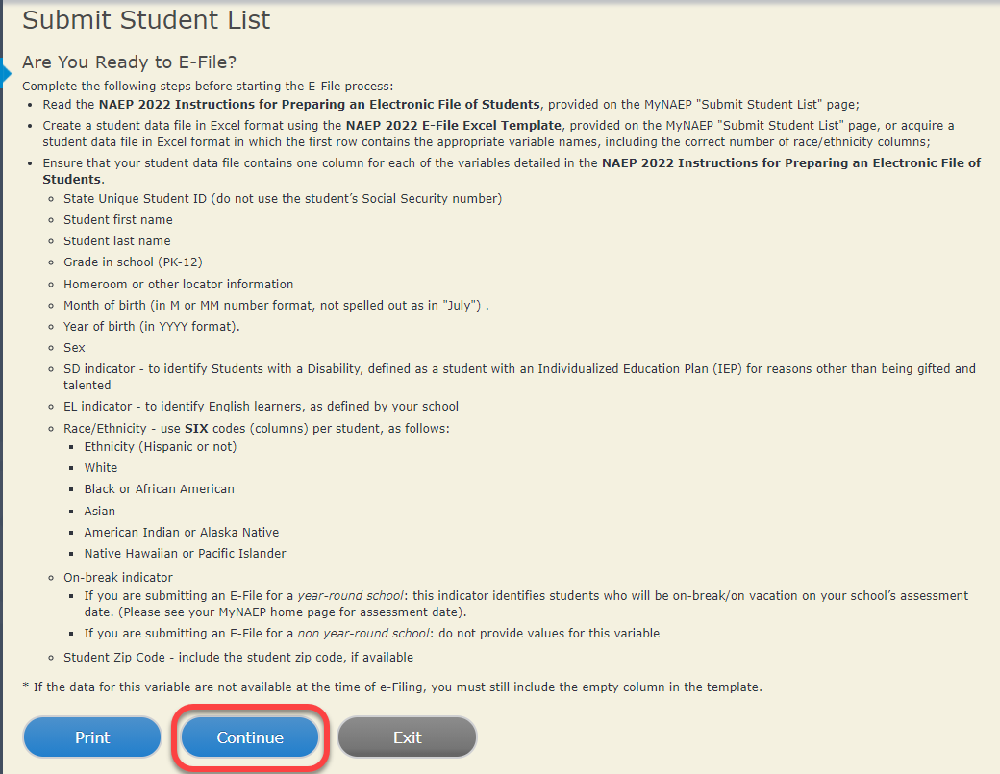 Submit Student List
Are You Ready to E-File?
Complete the following steps before starting the E-File process:
• Read the NAEP 2022 Instructions for Preparing an Electronic File of Students, provided on the MyNAEP "Submit Student List" page;
• Create a student data file in Excel format using the NAEP 2022 E-File Excel Template, provided on the MyNAEP "Submit Student List" page, or acquire a
student data file in Excel format in which the first row contains the appropriate variable names, including the correct number of race/ethnicity columns;
• Ensure that your student data file contains one column for each of the variables detailed in the NAEP 2022 Instructions for Preparing an Electronic File of
Students.
◦ State Unique Student ID (do not use the student’s Social Security number)
◦ Student first name
◦ Student last name
◦ Grade in school (PK-12)
◦ Homeroom or other locator information
◦ Month of birth (in M or MM number format, not spelled out as in "July") .
◦ Year of birth (in YYYY format).
◦ Sex
◦ SD indicator - to identify Students with a Disability, defined as a student with an Individualized Education Plan (IEP) for reasons other than being gifted and
talented
◦ EL indicator - to identify English learners, as defined by your school
◦ Race/Ethnicity - use SIX codes (columns) per student, as follows:
▪ Ethnicity (Hispanic or not)
▪ White
▪ Black or African American
▪ Asian
▪ American Indian or Alaska Native
▪ Native Hawaiian or Pacific Islander
◦ On-break indicator
▪ If you are submitting an E-File for a year-round school: this indicator identifies students who will be on-break/on vacation on your school’s assessment
date. (Please see your MyNAEP home page for assessment date).
▪ If you are submitting an E-File for a non year-round school: do not provide values for this variable
◦ Student Zip Code - include the student zip code, if available
* If the data for this variable are not available at the time of e-Filing, you must still include the empty column in the template.
Print Continue Exit